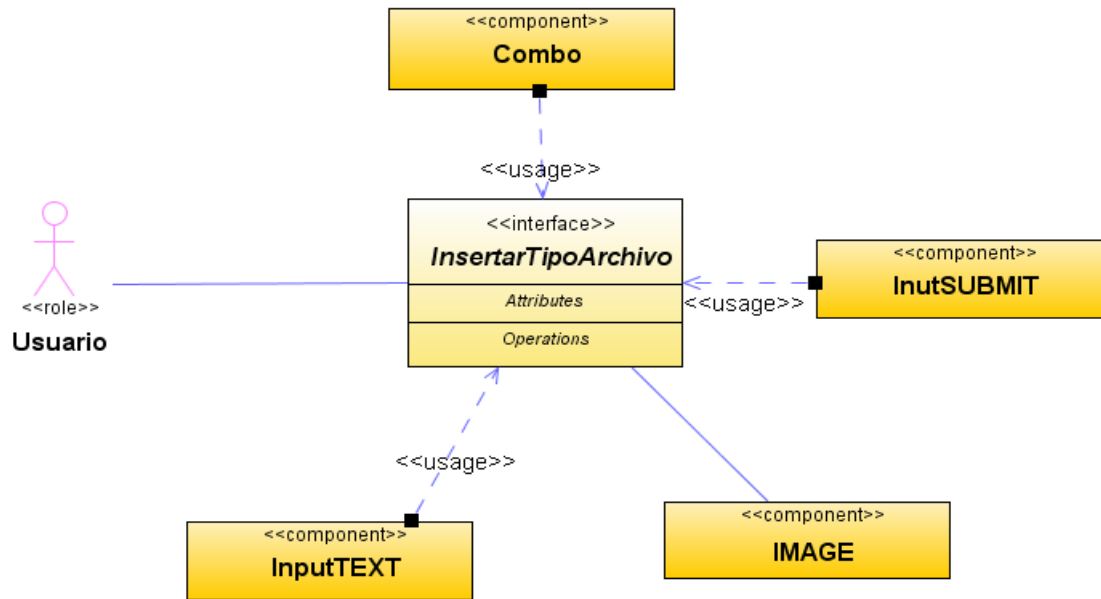 <<component>>
Combo
<<usage>>
<<interface>>
InsertarTipoArchivo
Attributes
Operations
<<role>>
Usuario
<<component>>
InutSUBMIT
<<usage>>
<<usage>>
<<component>>
InputTEXT
<<component>>
IMAGE